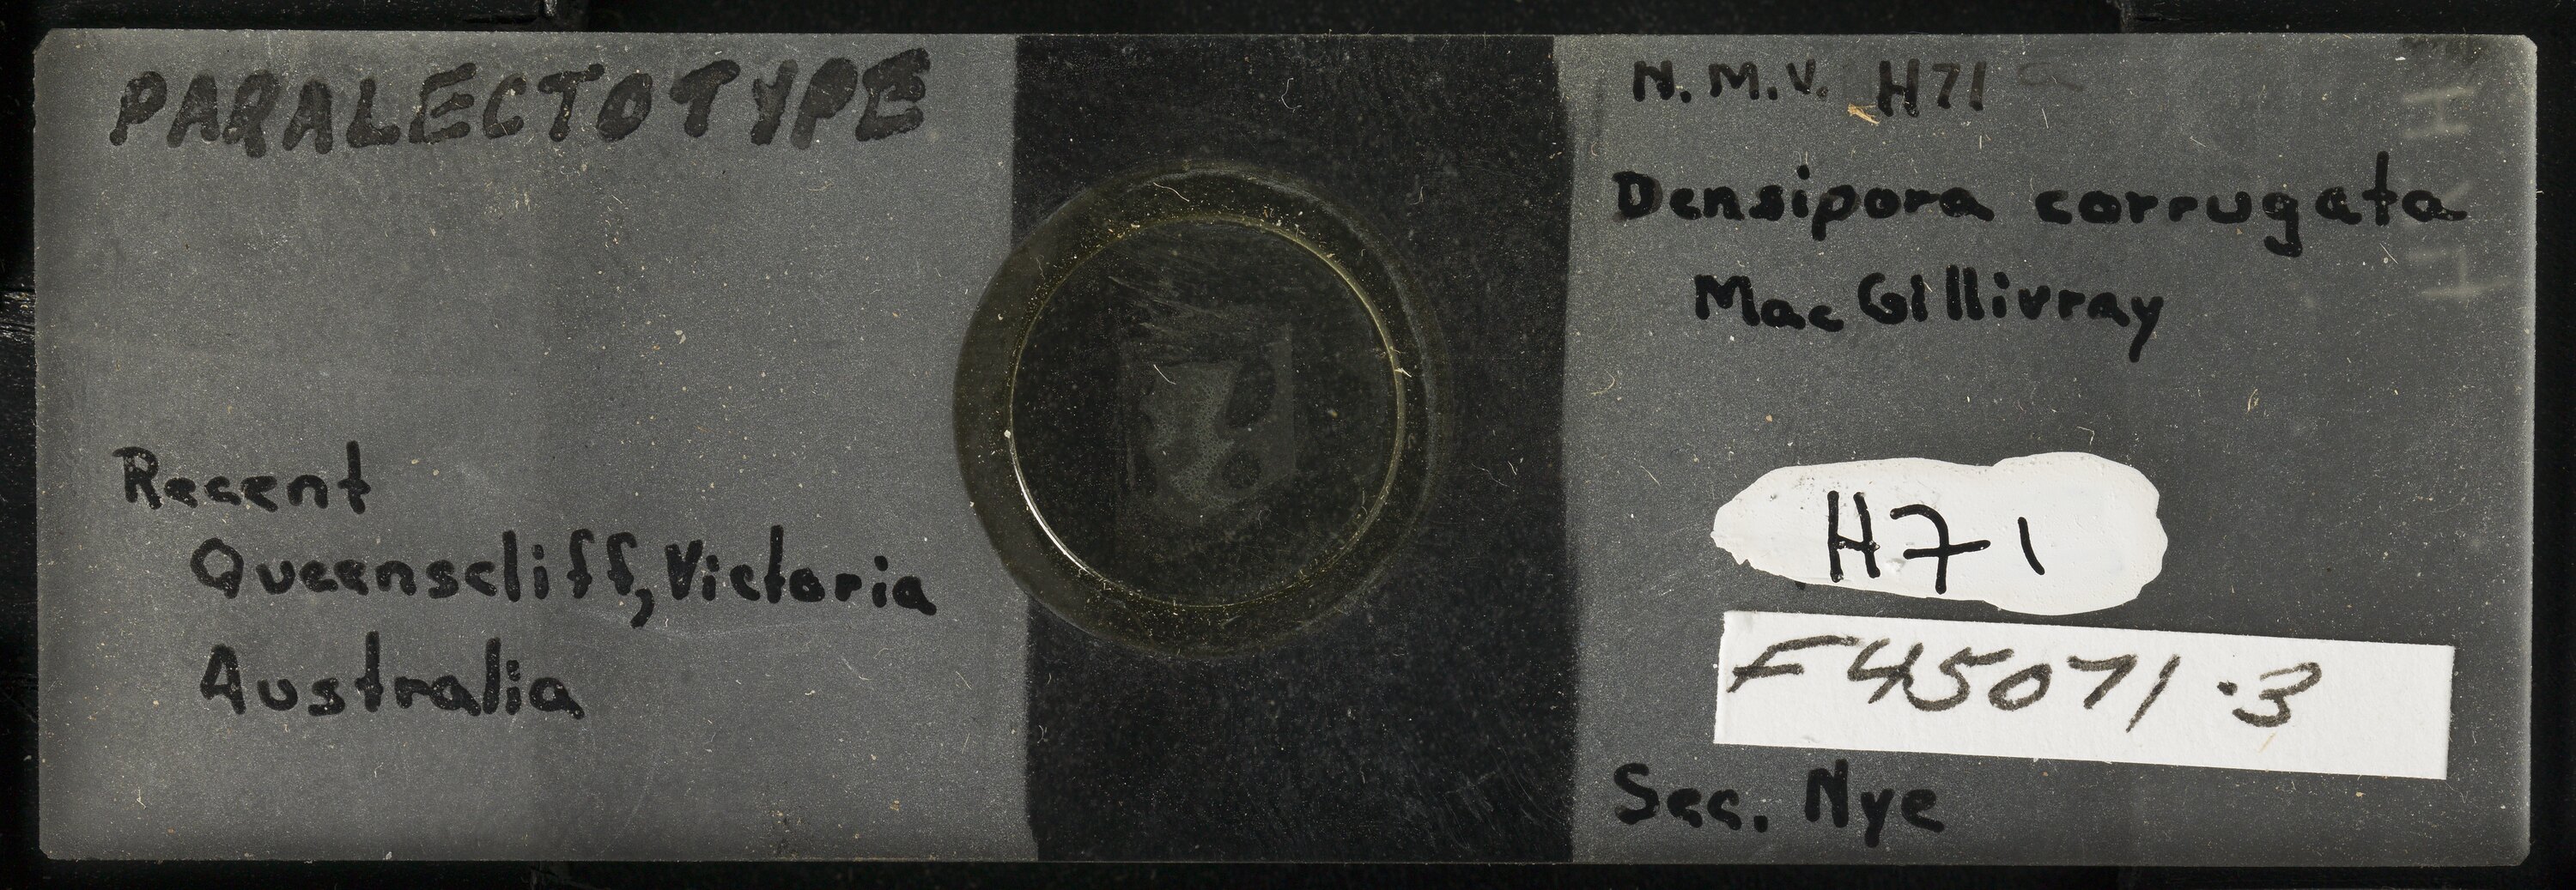 PARALECTOTYPE
Recent
Queenscliff, Victoria
Australia
N.M.V. H71 a
Densipora corrugata
MacGillivray
H71
F45071.3
Sec. Nye